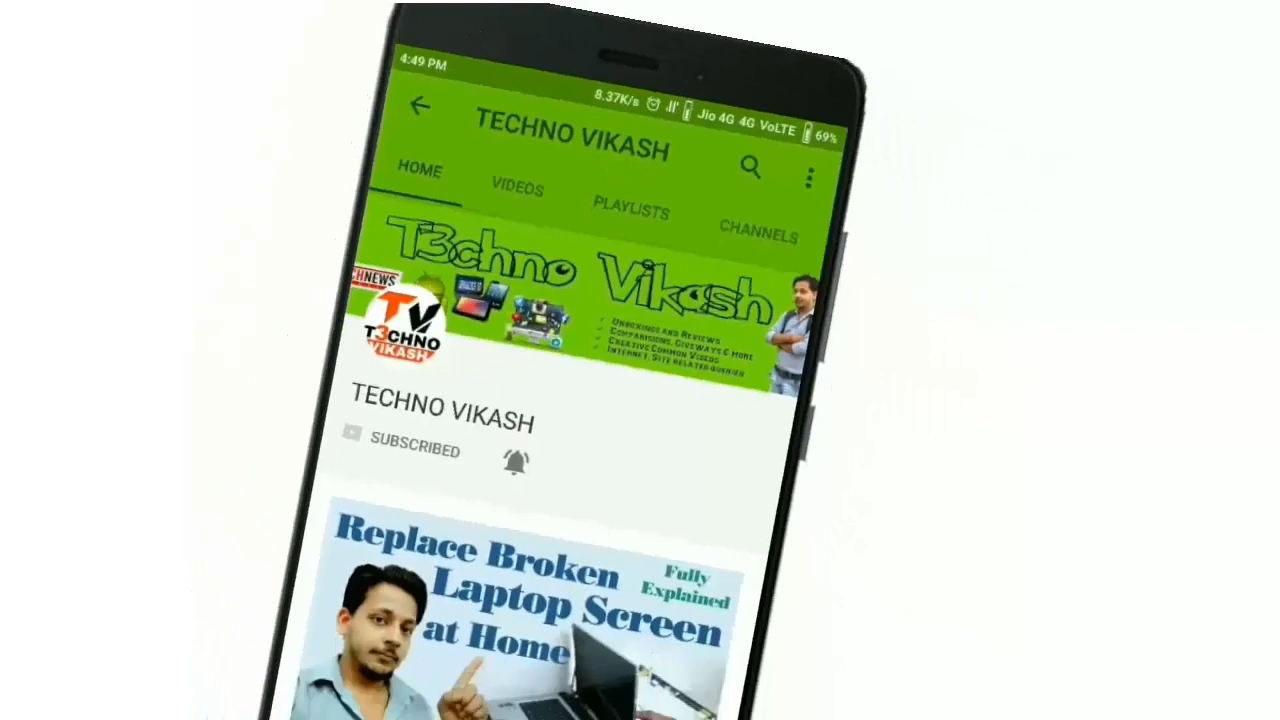 4:49 PM
8.37K/s Jio 4G 4G VoLTE 69%
TECHNO VIKASH
HOME VIDEOS PLAYLISTS CHANNELS
T3chno Vikash
CHNEWS
TV
T3CHNO
VIKASH
UNBOXINGS AND REVIEWS
COMPARISIONS, GIVEWAYS & MORE
CREATIVE COMMON VIDEOS
INTERNET, SITE RELATED QUERIES
TECHNO VIKASH
SUBSCRIBED
Replace Broken
Laptop Screen
at Home
Fully
Explained